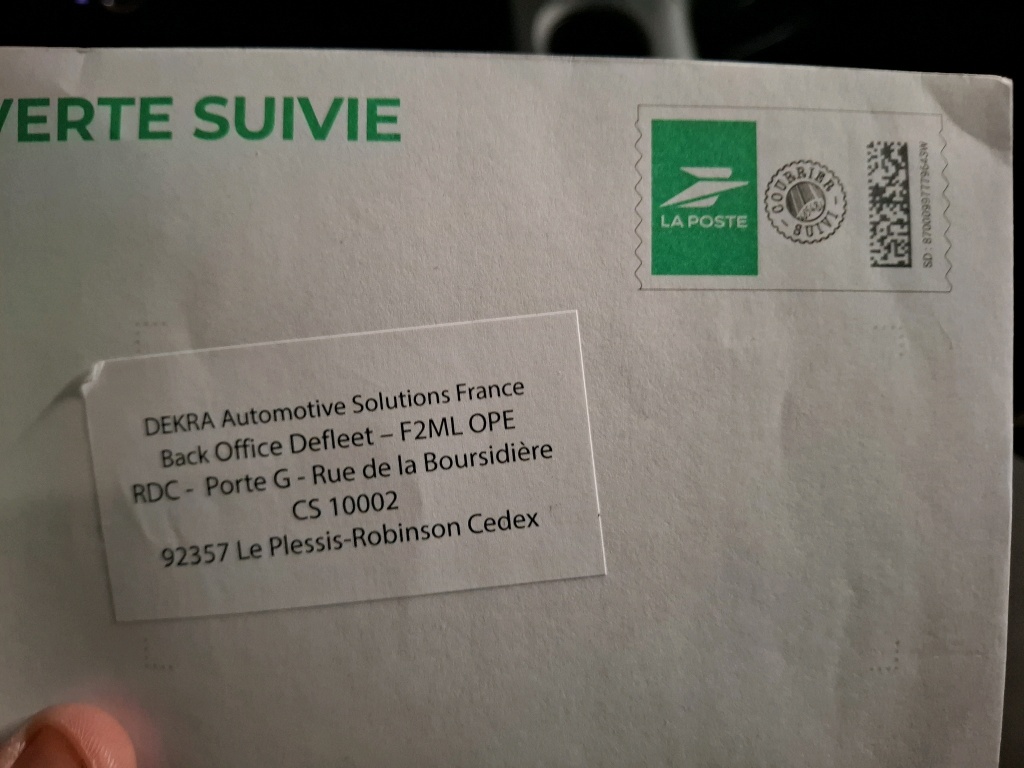 VERTE SUIVIE
LA POSTE
COURRIER
SUIVI
DEKRA Automotive Solutions France
Back Office Defleet – F2ML OPE
RDC - Porte G - Rue de la Boursidière
CS 10002
92357 Le Plessis-Robinson Cedex